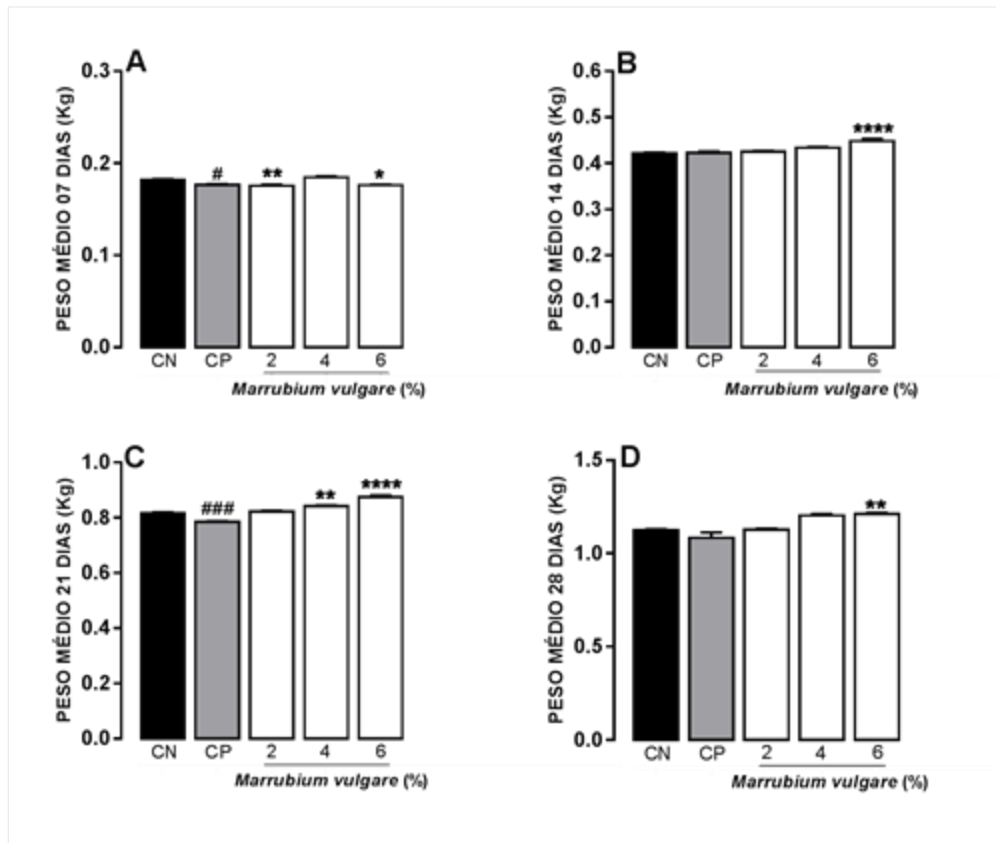 A
PESO MÉDIO 07 DIAS (Kg)
0.3
0.2
0.1
0.0
#
**
*
CN CP 2 4 6
Marrubium vulgare (%)
B
PESO MÉDIO 14 DIAS (Kg)
0.6
0.5
0.4
0.3
0.2
0.1
0.0
****
CN CP 2 4 6
Marrubium vulgare (%)
C
PESO MÉDIO 21 DIAS (Kg)
1.0
0.8
0.6
0.4
0.2
0.0
###
**
****
CN CP 2 4 6
Marrubium vulgare (%)
D
PESO MÉDIO 28 DIAS (Kg)
1.5
1.0
0.5
0.0
**
CN CP 2 4 6
Marrubium vulgare (%)